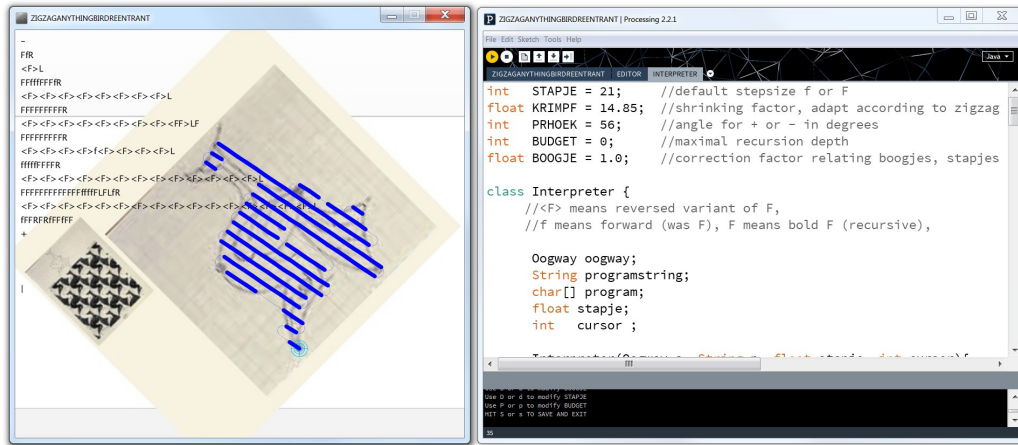 ZIGZAGANYTHINGBIRDREENTRANT
–
FfR
<F>L
FFffffFFFfR
<F><F><F><F><F><F><F><F>L
FFFFFFFFFR
<F><F><F><F><F><F><F><FF>LF
FFFFFFFFFR
<F><F><F><F>f<F><F><F><F>L
fffffFFFFR
+
ZIGZAGANYTHINGBIRDREENTRANT | Processing 2.2.1
File Edit Sketch Tools Help
Java
ZIGZAGANYTHINGBIRDREENTRANT EDITOR INTERPRETER
int STAPJE = 21; //default stepsize f or F
float KRIMPF = 14.85; //shrinking factor, adapt according to zigzag
int PRHOEK = 56; //angle for + or - in degrees
int BUDGET = 0; //maximal recursion depth
float BOOGJE = 1.0; //correction factor relating boogjes, stapjes
class Interpreter {
//<F> means reversed variant of F,
//f means forward (was F), F means bold F (recursive),
Oogway oogway;
String programstring;
char[] program;
float stapje;
int cursor ;
Use D or d to modify STAPJE
Use P or p to modify BUDGET
HIT S or s TO SAVE AND EXIT
35